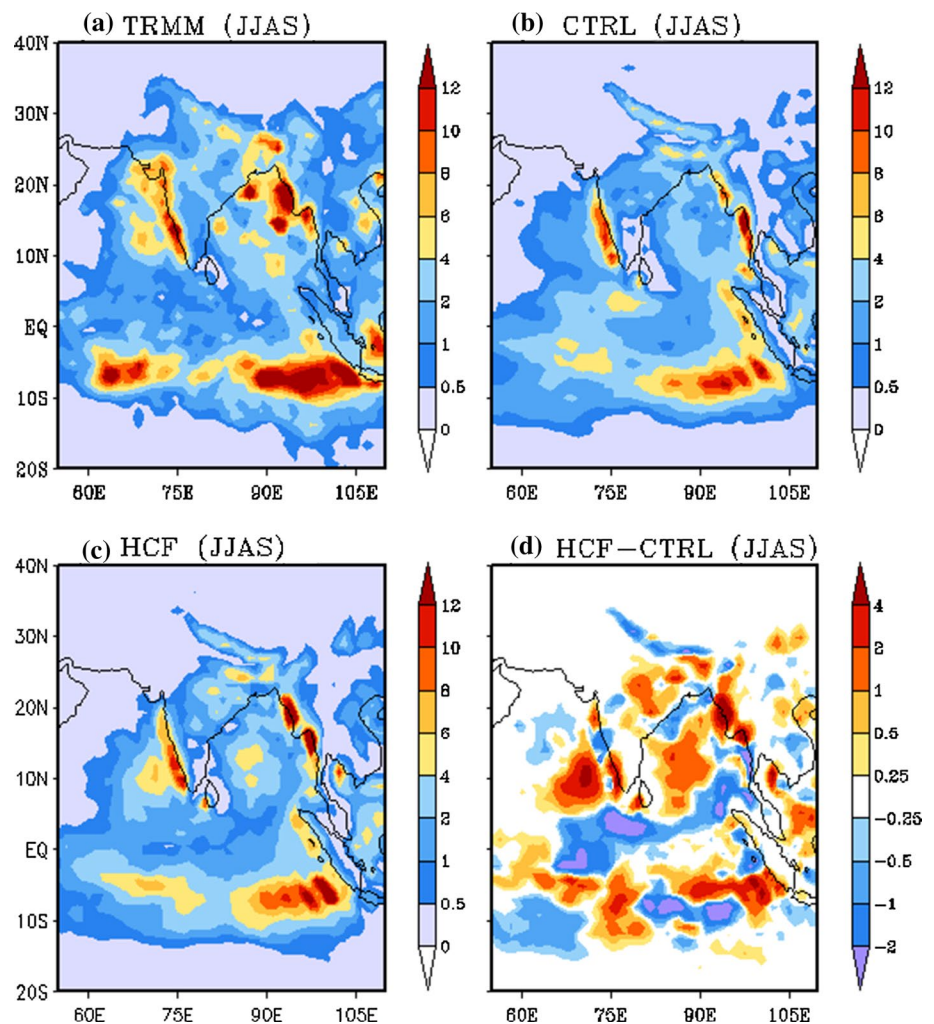 (a) TRMM (JJAS)
40N
30N
20N
10N
EQ
10S
20S
60E 75E 90E 105E
12
10
8
6
4
2
1
0.5
0
(b) CTRL (JJAS)
60E 75E 90E 105E
12
10
8
6
4
2
1
0.5
0
(c) HCF (JJAS)
40N
30N
20N
10N
EQ
10S
20S
60E 75E 90E 105E
12
10
8
6
4
2
1
0.5
0
(d) HCF-CTRL (JJAS)
60E 75E 90E 105E
4
2
1
0.5
0.25
-0.25
-0.5
-1
-2